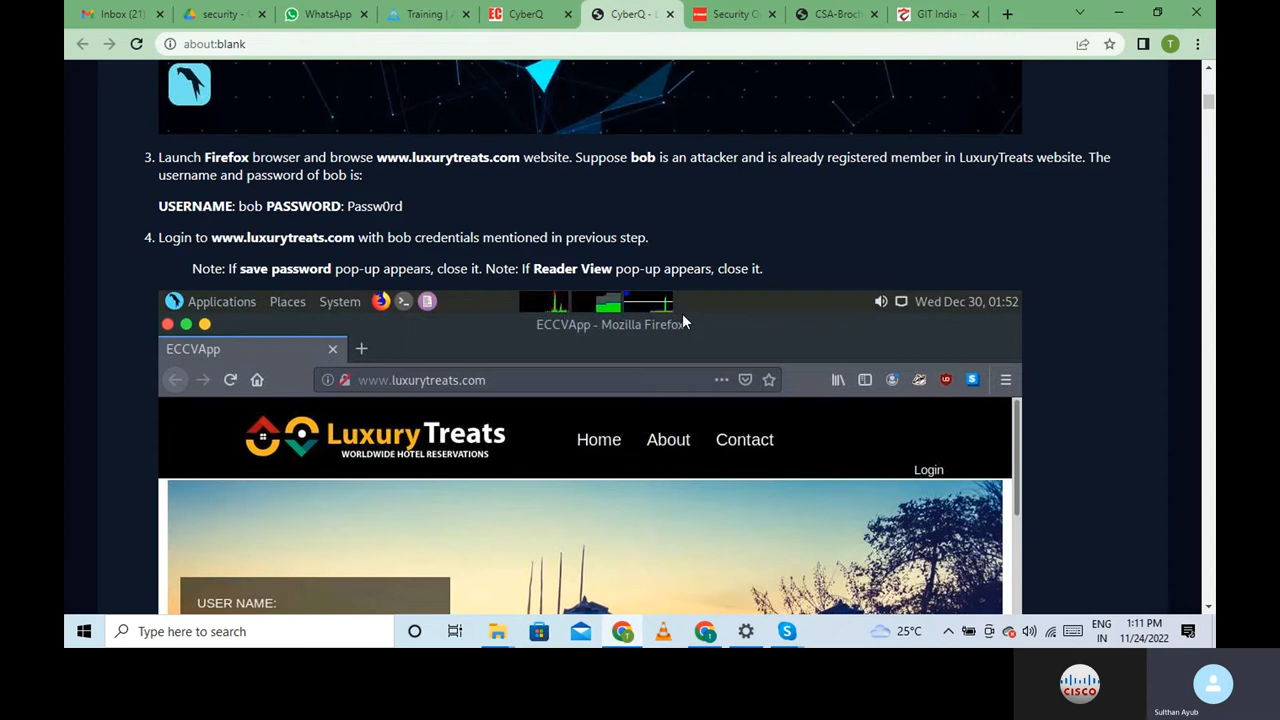 Inbox (21)
security -
WhatsApp
Training | A
CyberQ
CyberQ - L
Security O
CSA-Broch
GIT India –
about:blank
T
3. Launch Firefox browser and browse www.luxurytreats.com website. Suppose bob is an attacker and is already registered member in LuxuryTreats website. The
username and password of bob is:
USERNAME: bob PASSWORD: Passw0rd
4. Login to www.luxurytreats.com with bob credentials mentioned in previous step.
Note: If save password pop-up appears, close it. Note: If Reader View pop-up appears, close it.
Applications Places System Wed Dec 30, 01:52
ECCVApp - Mozilla Firefox
ECCVApp
www.luxurytreats.com
LuxuryTreats
WORLDWIDE HOTEL RESERVATIONS
Home About Contact
Login
USER NAME:
Type here to search
25°C
ENG
IN
1:11 PM
11/24/2022
CISCO
Sulthan Ayub